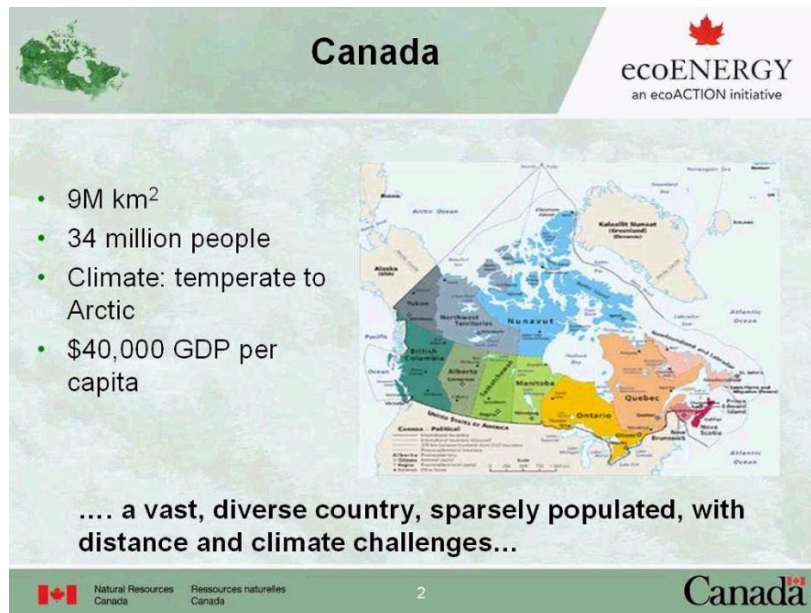 Canada
ecoENERGY
an ecoACTION initiative
• 9M km²
• 34 million people
• Climate: temperate to
Arctic
• $40,000 GDP per
capita
Arctic Ocean
Kalaallit Nunaat
(Greenland)
Alaska
(USA)
Yukon
Northwest
Territories
Nunavut
Pacific
Ocean
British
Columbia
Alberta
Saskatchewan
Manitoba
Ontario
Quebec
Newfoundland and Labrador
Prince
Edward
Island
New
Brunswick
Nova
Scotia
Atlantic
Ocean
Atlantic
Ocean
UNITED STATES OF AMERICA
CANADA - Political
.... a vast, diverse country, sparsely populated, with
distance and climate challenges...
Natural Resources
Canada
Ressources naturelles
Canada
2
Canada